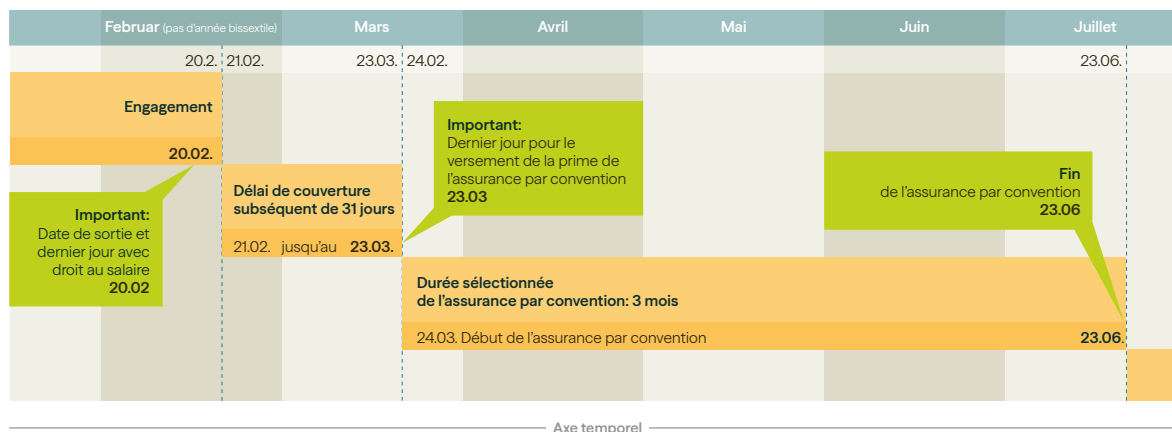 Februar (pas d'année bissextile) Mars Avril Mai Juin Juillet
20.2. 21.02. 23.03. 24.02. 23.06.
Engagement
20.02.
Important:
Date de sortie et
dernier jour avec
droit au salaire
20.02
Délai de couverture
subséquent de 31 jours
21.02. jusqu'au 23.03.
Important:
Dernier jour pour le
versement de la prime de
l'assurance par convention
23.03
Fin
de l'assurance par convention
23.06
Durée sélectionnée
de l'assurance par convention: 3 mois
24.03. Début de l'assurance par convention 23.06.
Axe temporel